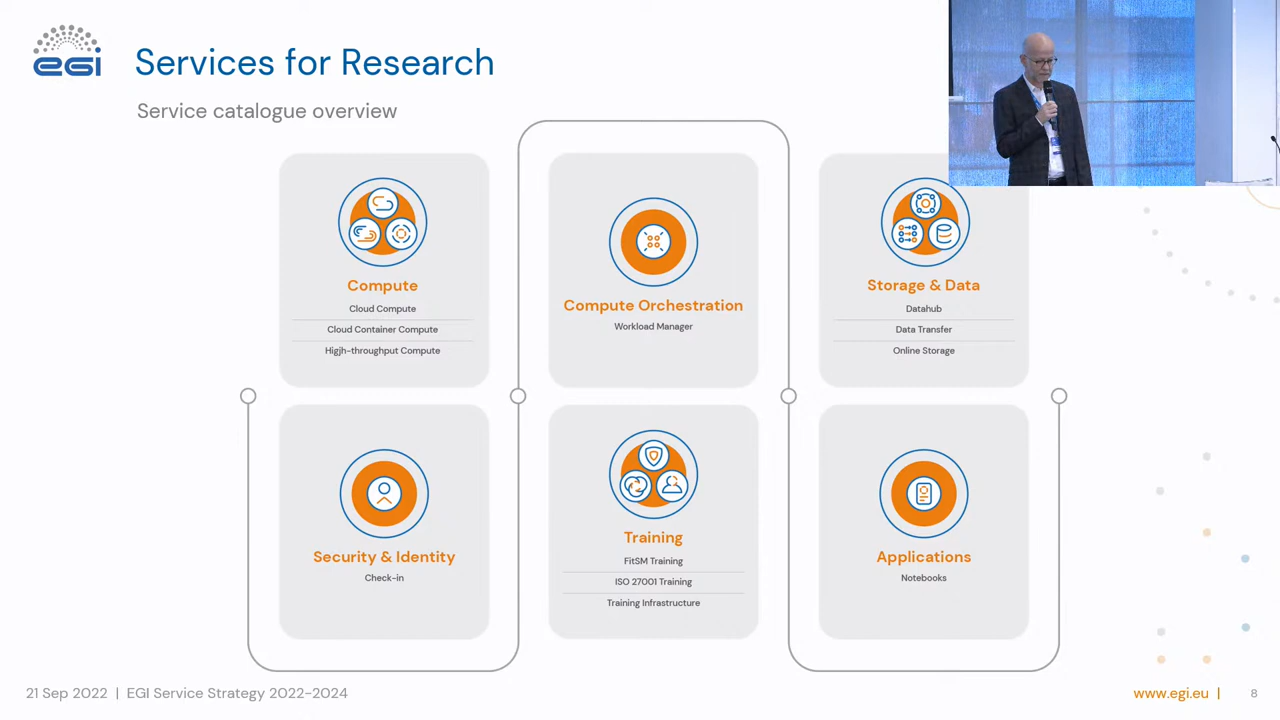 egi
Services for Research
Service catalogue overview
Compute
Cloud Compute
Cloud Container Compute
Higjh-throughput Compute
Compute Orchestration
Workload Manager
Storage & Data
Datahub
Data Transfer
Online Storage
Security & Identity
Check-in
Training
FitSM Training
ISO 27001 Training
Training Infrastructure
Applications
Notebooks
21 Sep 2022 | EGI Service Strategy 2022-2024
www.egi.eu |
8